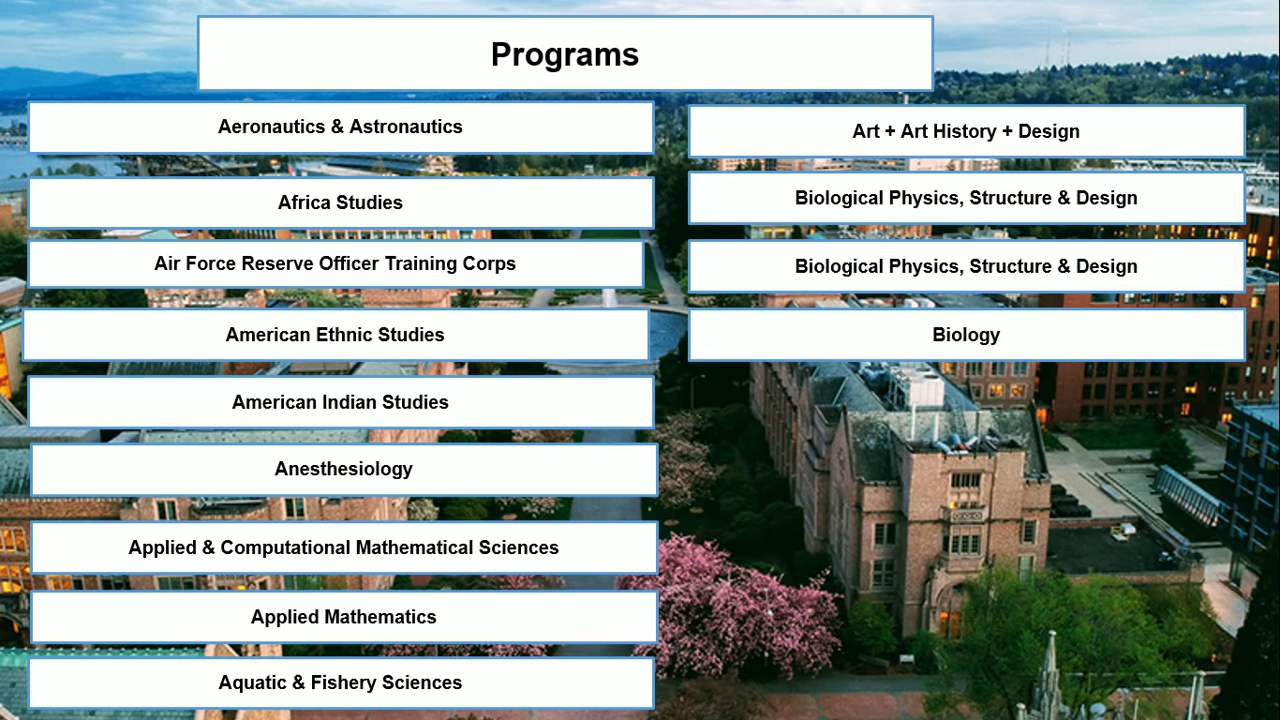 Programs
Aeronautics & Astronautics
Africa Studies
Air Force Reserve Officer Training Corps
American Ethnic Studies
American Indian Studies
Anesthesiology
Applied & Computational Mathematical Sciences
Applied Mathematics
Aquatic & Fishery Sciences
Art + Art History + Design
Biological Physics, Structure & Design
Biological Physics, Structure & Design
Biology